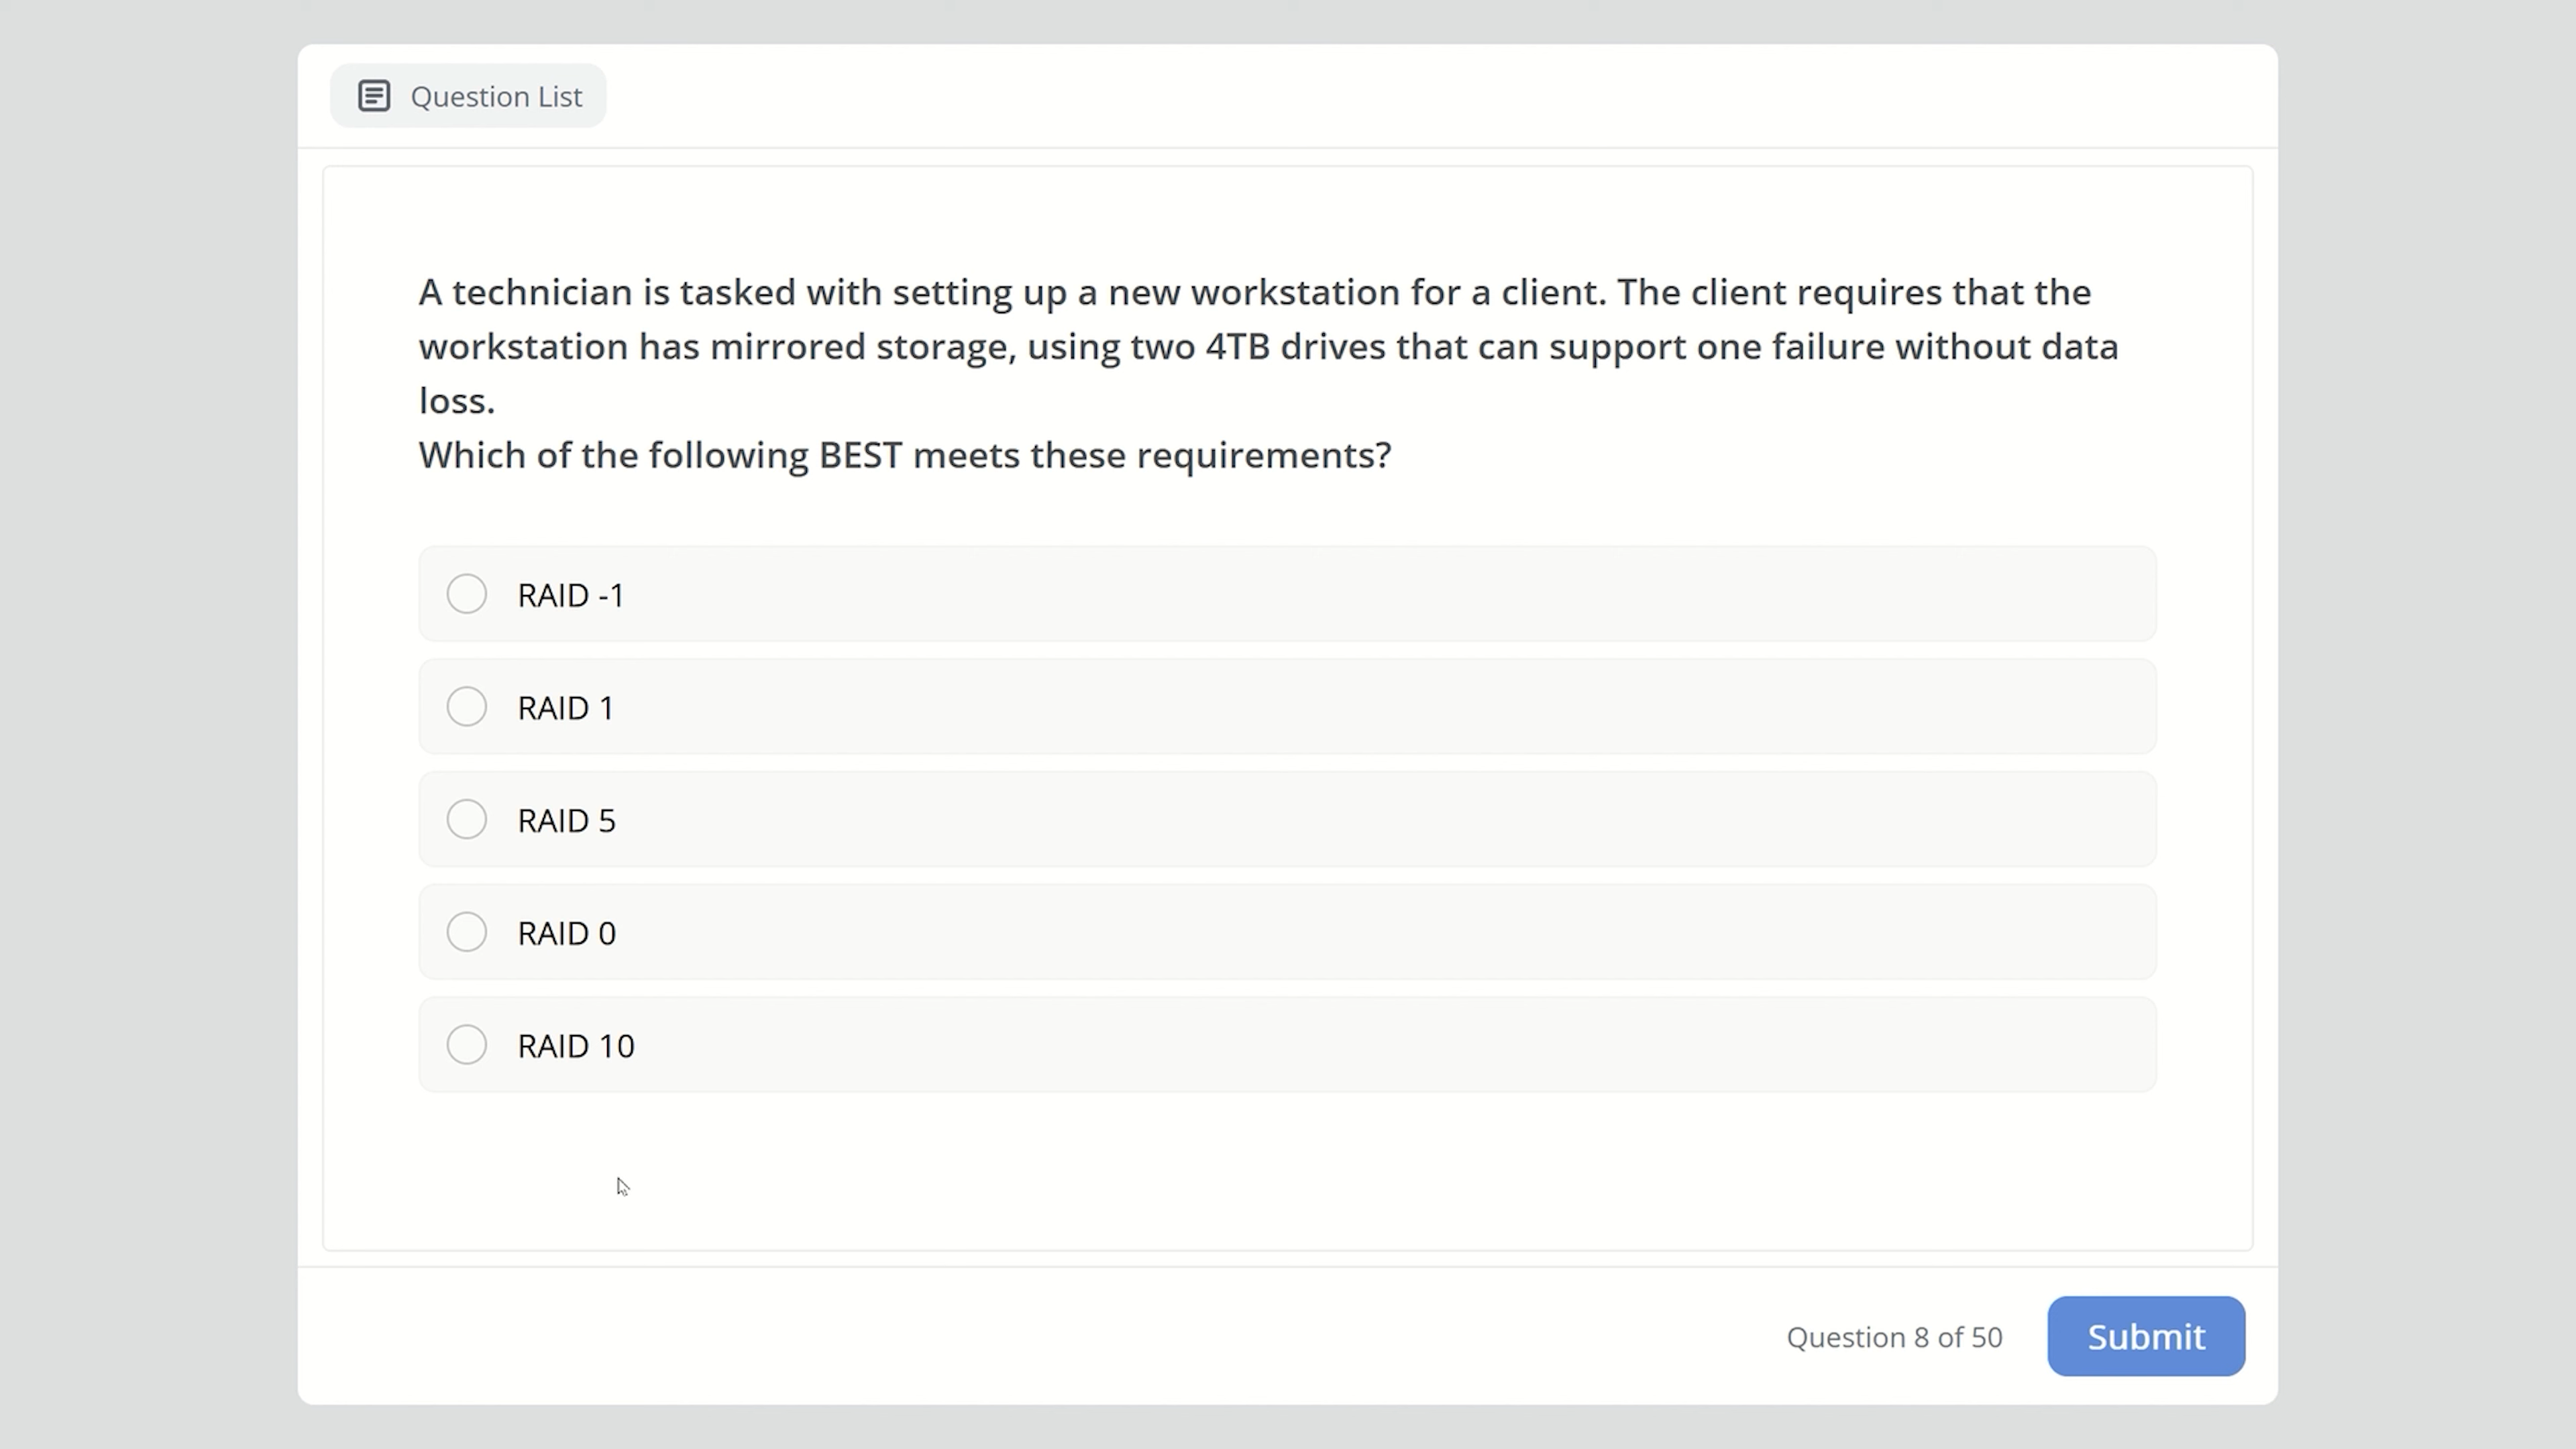 Question List
A technician is tasked with setting up a new workstation for a client. The client requires that the
workstation has mirrored storage, using two 4TB drives that can support one failure without data
loss.
Which of the following BEST meets these requirements?
RAID -1
RAID 1
RAID 5
RAID 0
RAID 10
Question 8 of 50
Submit